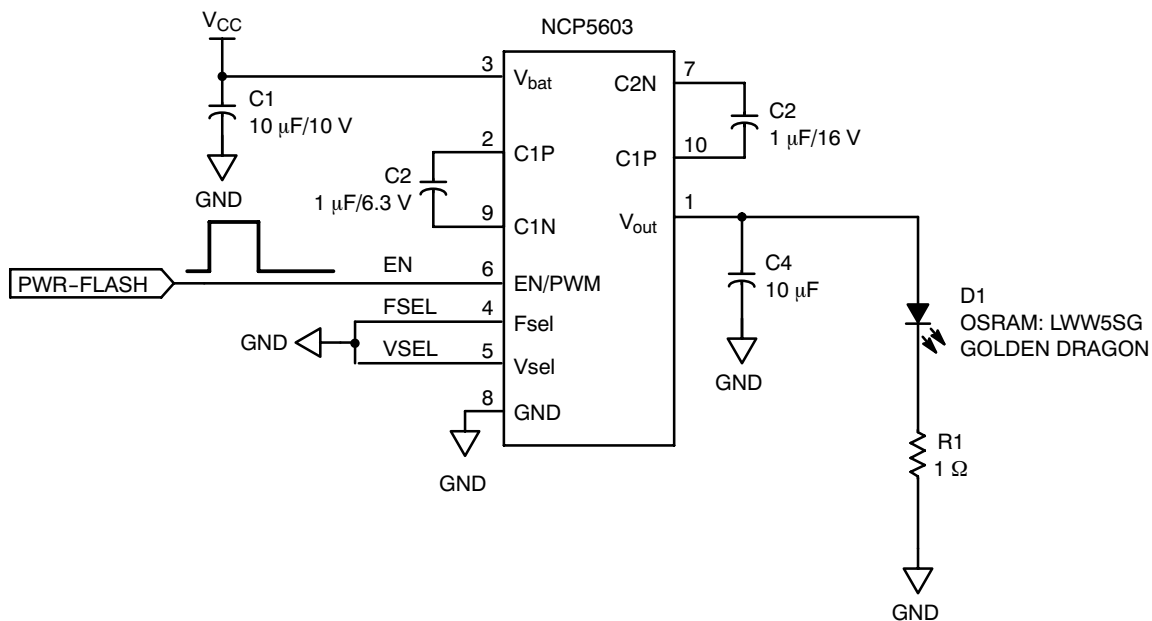 NCP5603
V_CC
C1
10 μF/10 V
GND
3
V_bat
C2N
7
C2
1 μF/16 V
2
C1P
C1P
10
C2
1 μF/6.3 V
9
C1N
V_out
1
PWR-FLASH
EN
6
EN/PWM
C4
10 μF
GND
FSEL
4
Fsel
GND
VSEL
5
Vsel
8
GND
GND
D1
OSRAM: LWW5SG
GOLDEN DRAGON
R1
1 Ω
GND